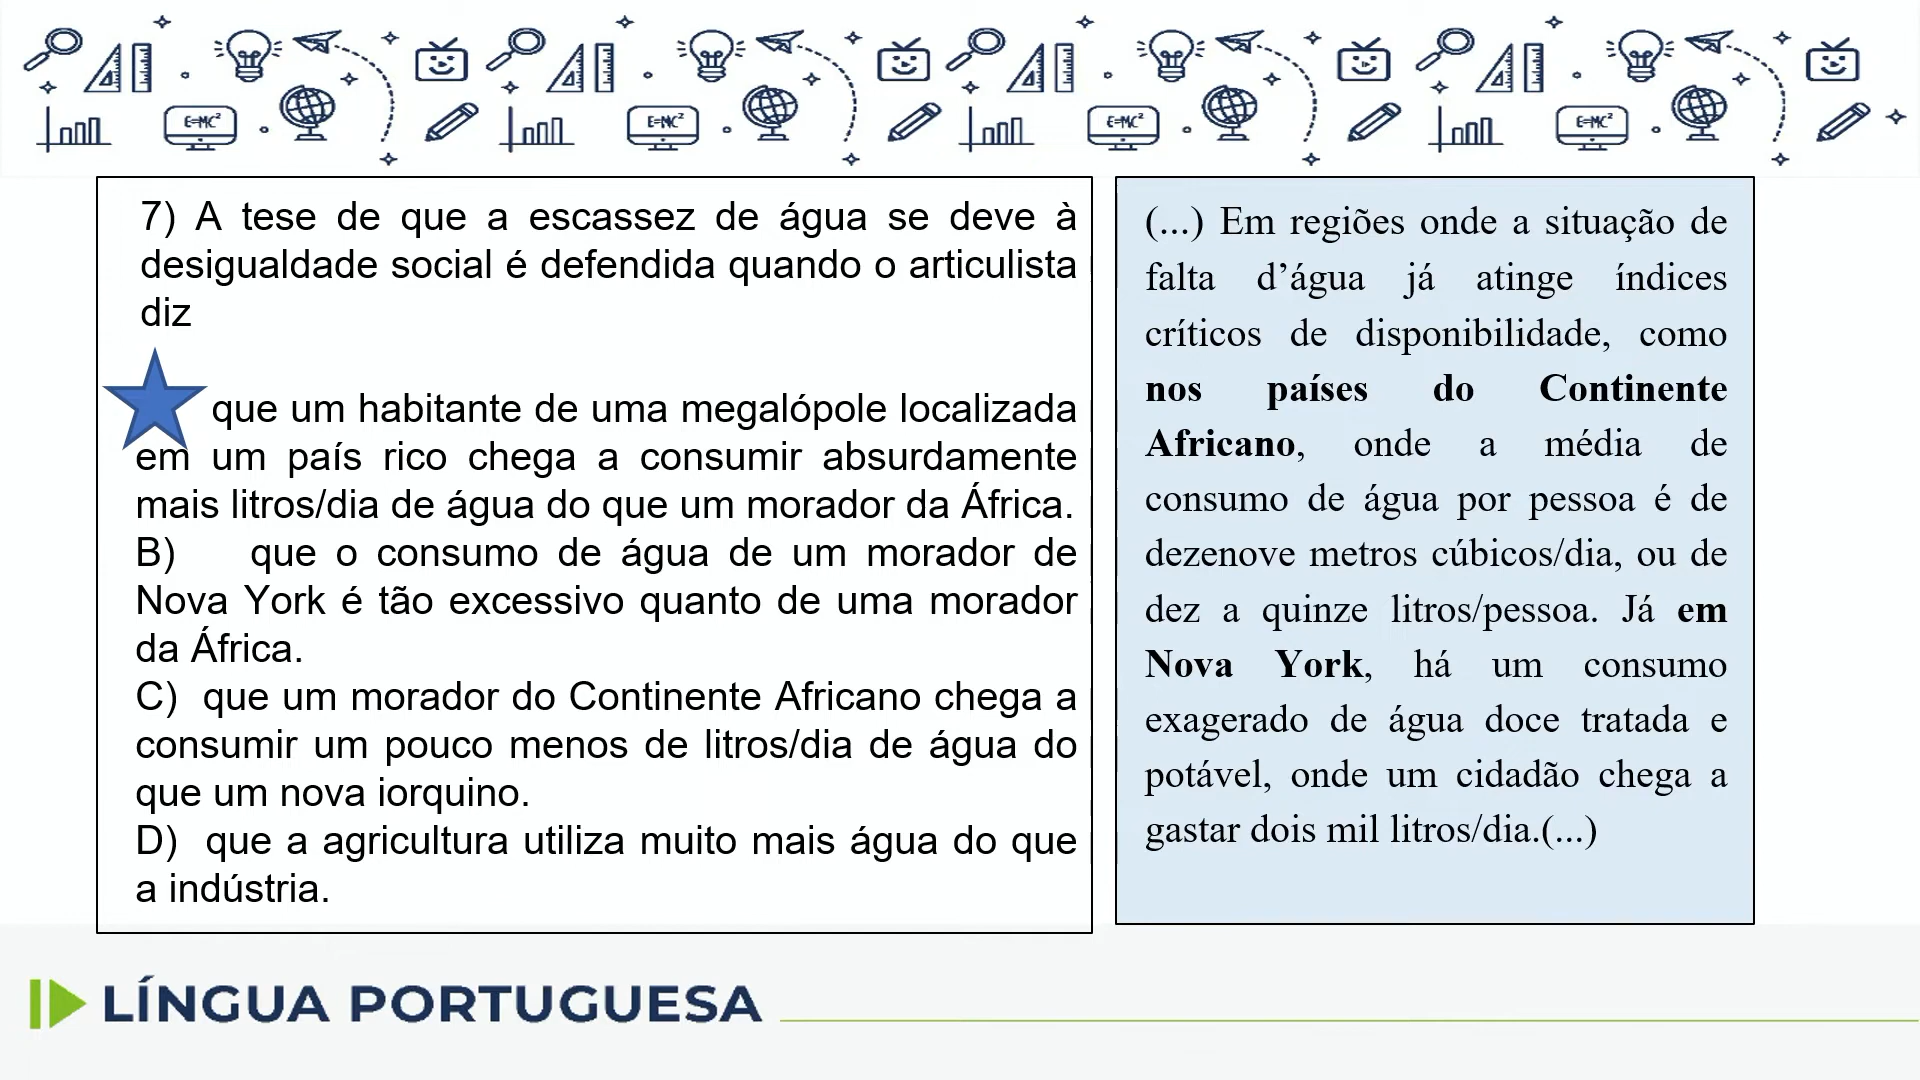 E=MC²
E=MC²
E=MC²
E=MC²
7) A tese de que a escassez de água se deve à
desigualdade social é defendida quando o articulista
diz
que um habitante de uma megalópole localizada
em um país rico chega a consumir absurdamente
mais litros/dia de água do que um morador da África.
B) que o consumo de água de um morador de
Nova York é tão excessivo quanto de uma morador
da África.
C) que um morador do Continente Africano chega a
consumir um pouco menos de litros/dia de água do
que um nova iorquino.
D) que a agricultura utiliza muito mais água do que
a indústria.
(...) Em regiões onde a situação de
falta d’água já atinge índices
críticos de disponibilidade, como
nos países do Continente
Africano, onde a média de
consumo de água por pessoa é de
dezenove metros cúbicos/dia, ou de
dez a quinze litros/pessoa. Já em
Nova York, há um consumo
exagerado de água doce tratada e
potável, onde um cidadão chega a
gastar dois mil litros/dia.(...)
LÍNGUA PORTUGUESA